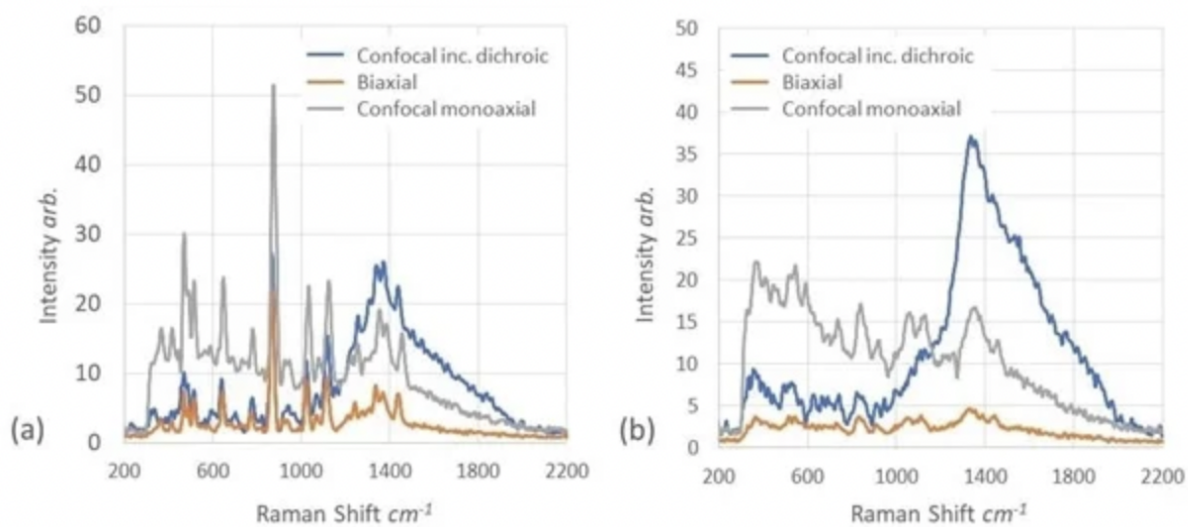 60
50
40
30
20
10
0
Intensity arb.
Confocal inc. dichroic
Biaxial
Confocal monoaxial
(a)
200 600 1000 1400 1800 2200
Raman Shift cm⁻¹
50
45
40
35
30
25
20
15
10
5
0
Intensity arb.
Confocal inc. dichroic
Biaxial
Confocal monoaxial
(b)
200 600 1000 1400 1800 2200
Raman Shift cm⁻¹